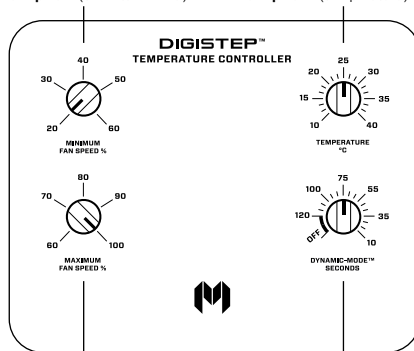 DIGISTEP™
TEMPERATURE CONTROLLER
40
30 50
20 60
MINIMUM
FAN SPEED %
25
20 30
15 35
10 40
TEMPERATURE
°C
80
70 90
60 100
MAXIMUM
FAN SPEED %
75
100 55
120 35
OFF 10
DYNAMIC-MODE™
SECONDS